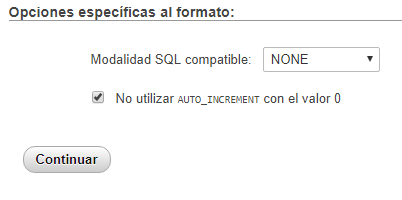 Opciones específicas al formato:
Modalidad SQL compatible: NONE
No utilizar AUTO_INCREMENT con el valor 0
Continuar